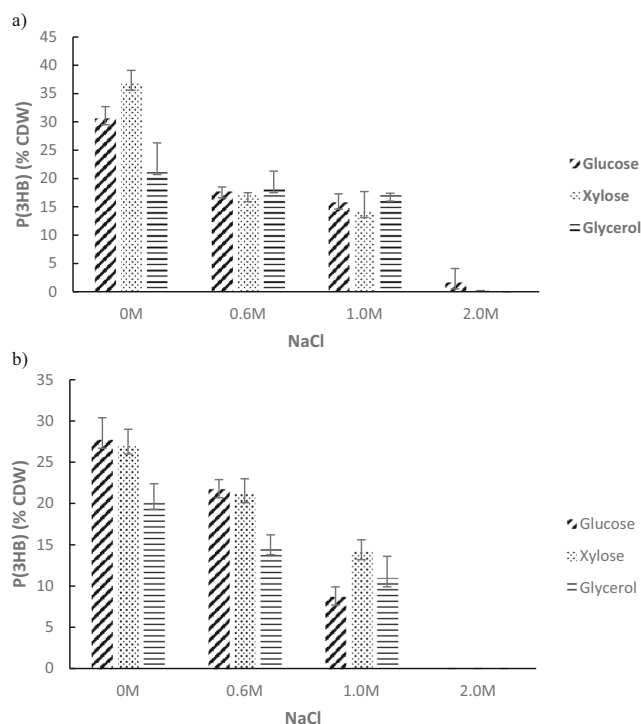 a)
45
40
35
30
25
20
15
10
5
0
P(3HB) (% CDW)
0M 0.6M 1.0M 2.0M
NaCl
Glucose
Xylose
Glycerol
b)
35
30
25
20
15
10
5
0
P(3HB) (% CDW)
0M 0.6M 1.0M 2.0M
NaCl
Glucose
Xylose
Glycerol